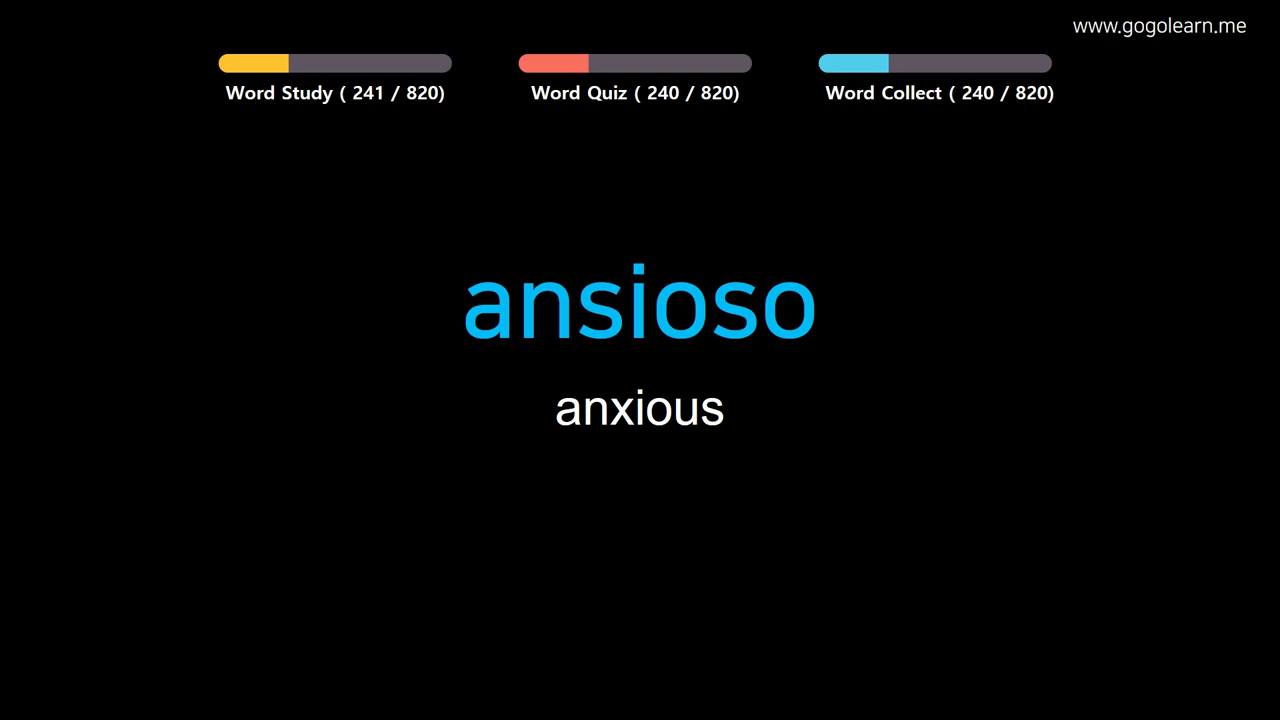 www.gogolearn.me
Word Study ( 241 / 820)
Word Quiz ( 240 / 820)
Word Collect ( 240 / 820)
ansioso
anxious